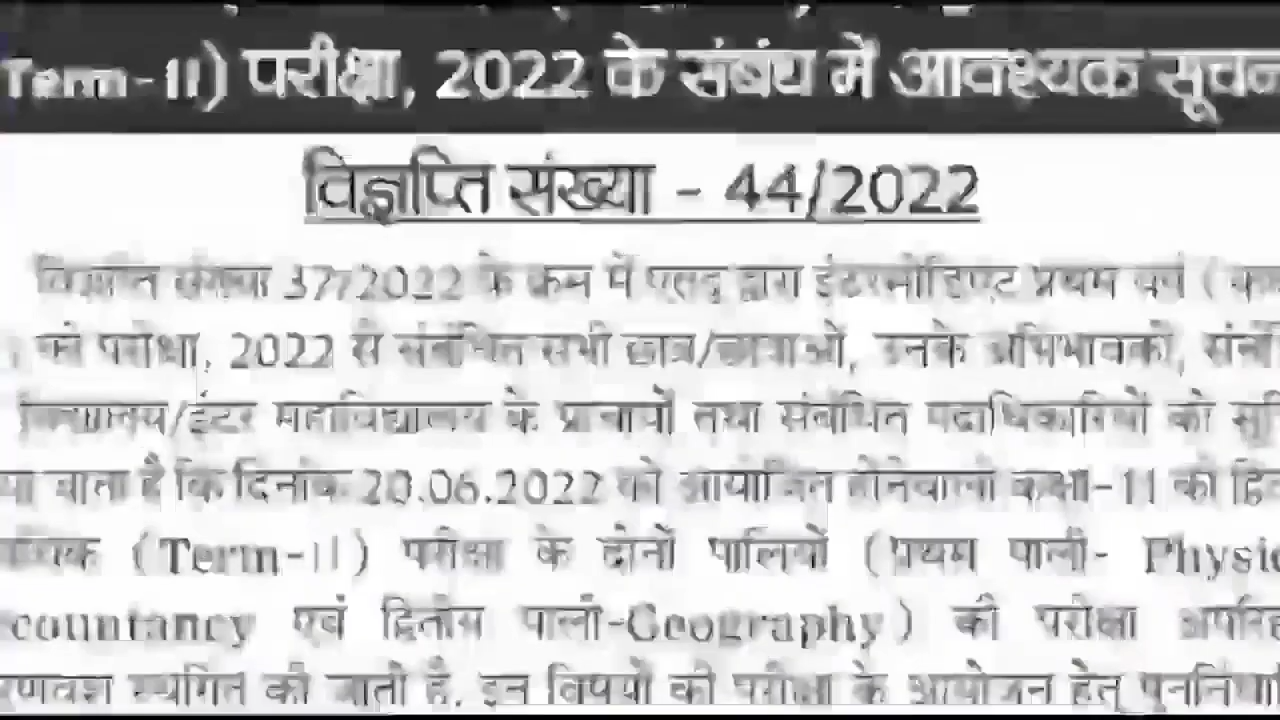 Term-II) परीक्षा, 2022 के संबंध में आवश्यक
विज्ञप्ति संख्या - 44/2022
विज्ञप्ति संख्या 37/2022 के क्रम में एतद् द्वारा इंटरमीडिएट प्रथम वर्ष (
की परीक्षा, 2022 से संबंधित सभी छात्र/छात्राओं, उनके अभिभावकों,
विद्यालय/इंटर महाविद्यालय के प्राचार्यों तथा संबंधित पदाधिकारियों को
जाता है कि दिनांक 20.06.2022 को आयोजित होनेवाली कक्षा-11 की
(Term-II) परीक्षा के दोनों पालियों (प्रथम पाली-
एवं द्वितीय पाली-Geography) की परीक्षा
स्थगित की जाती है. इन विषयों की परीक्षा के आयोजन हेतु